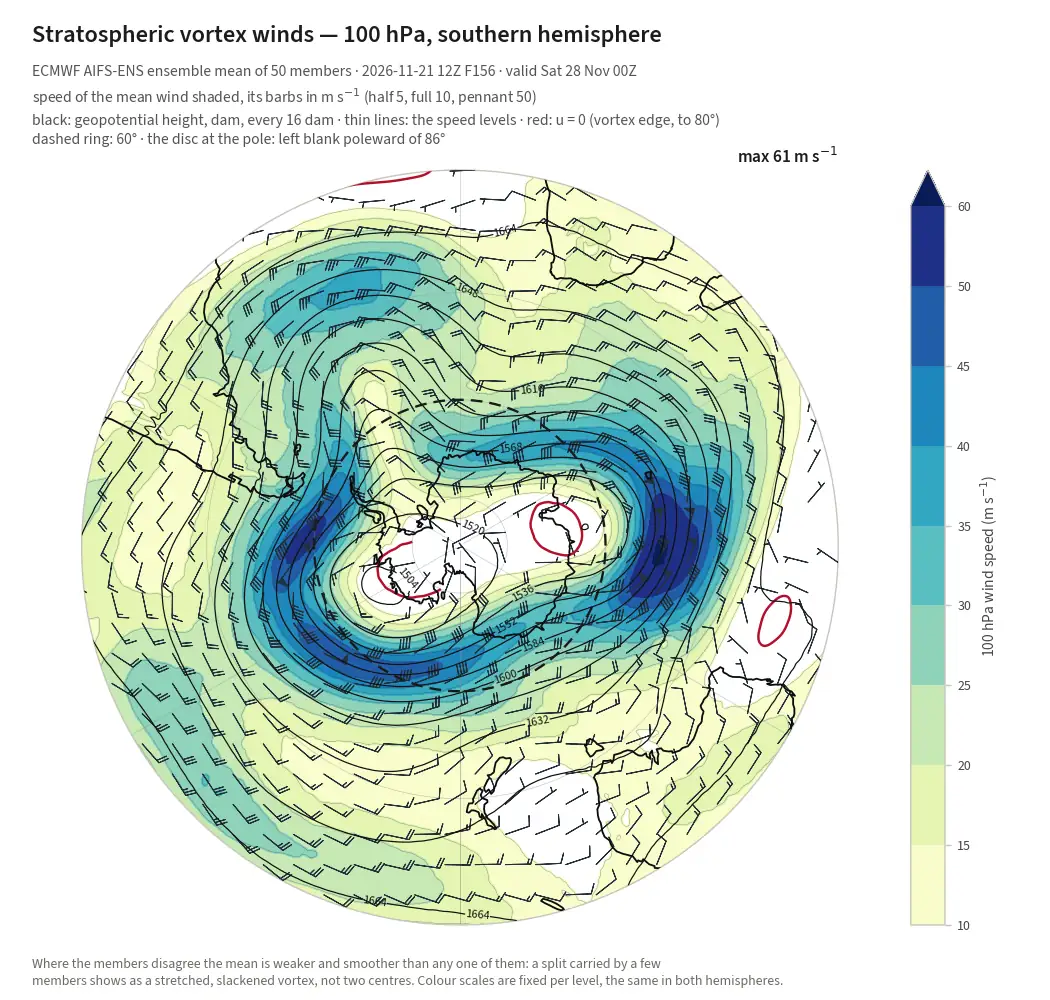 Stratospheric vortex winds — 100 hPa, southern hemisphere
ECMWF AIFS-ENS ensemble mean of 50 members · 2026-11-21 12Z F156 · valid Sat 28 Nov 00Z
speed of the mean wind shaded, its barbs in m s⁻¹ (half 5, full 10, pennant 50)
black: geopotential height, dam, every 16 dam · thin lines: the speed levels · red: u = 0 (vortex edge, to 80°)
dashed ring: 60° · the disc at the pole: left blank poleward of 86°
max 61 m s⁻¹
60
50
45
40
35
30
25
20
15
10
100 hPa wind speed (m s⁻¹)
1664
1648
1616
1568
1520
1504
1536
1552
1584
1600
1632
1664
1664
Where the members disagree the mean is weaker and smoother than any one of them: a split carried by a few
members shows as a stretched, slackened vortex, not two centres. Colour scales are fixed per level, the same in both hemispheres.